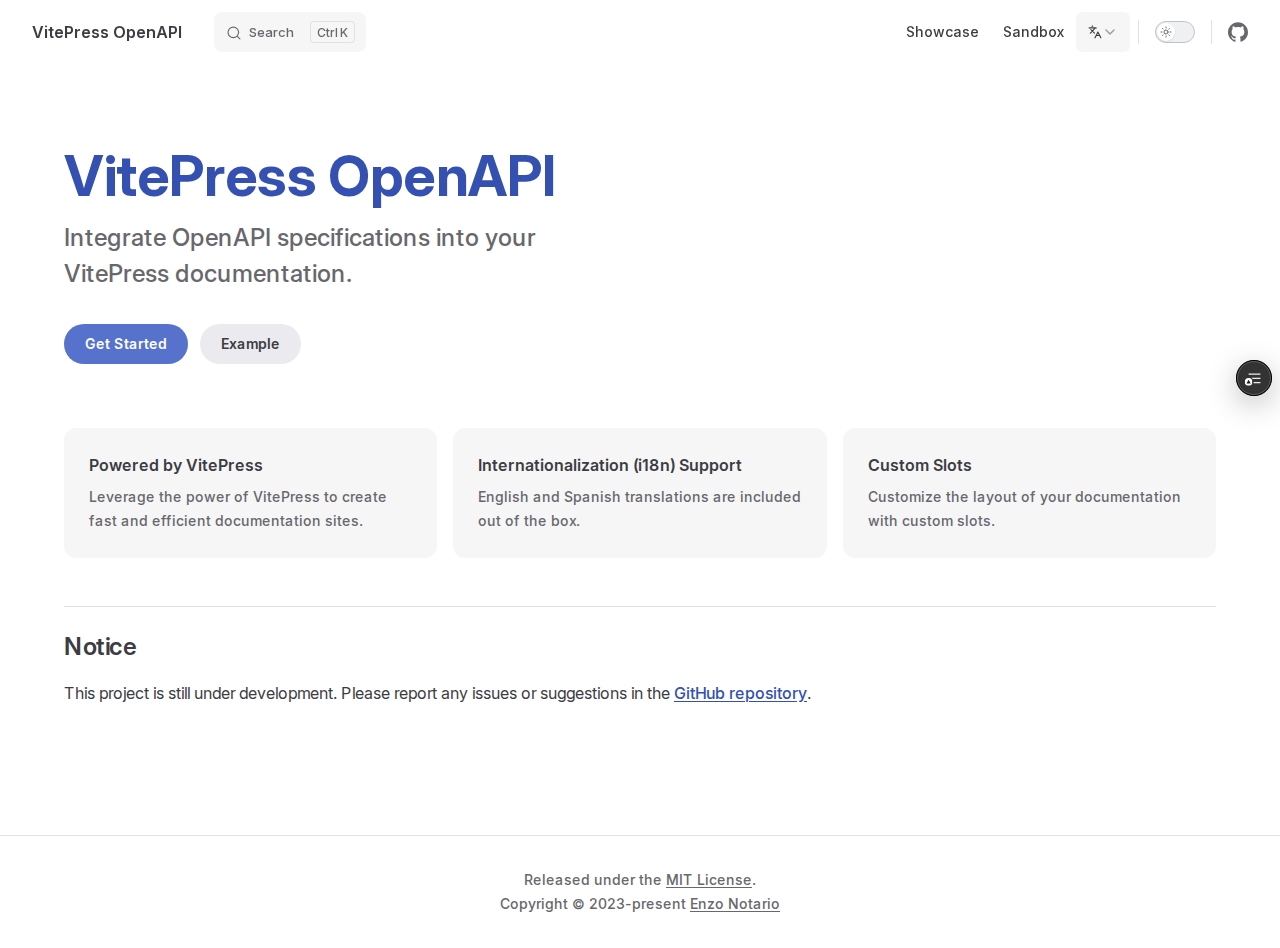 VitePress OpenAPI
Search Ctrl K
Showcase
Sandbox
VitePress OpenAPI
Integrate OpenAPI specifications into your
VitePress documentation.
Get Started
Example
Powered by VitePress
Leverage the power of VitePress to create
fast and efficient documentation sites.
Internationalization (i18n) Support
English and Spanish translations are included
out of the box.
Custom Slots
Customize the layout of your documentation
with custom slots.
Notice
This project is still under development. Please report any issues or suggestions in the GitHub repository.
Released under the MIT License.
Copyright © 2023-present Enzo Notario